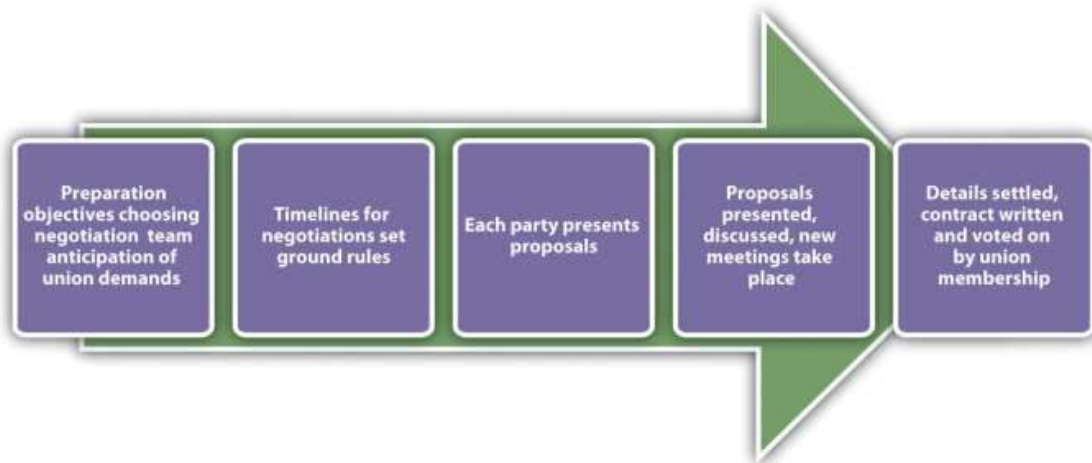 Preparation
objectives choosing
negotiation team
anticipation of
union demands
Timelines for
negotiations set
ground rules
Each party presents
proposals
Proposals
presented,
discussed, new
meetings take
place
Details settled,
contract written
and voted on
by union
membership